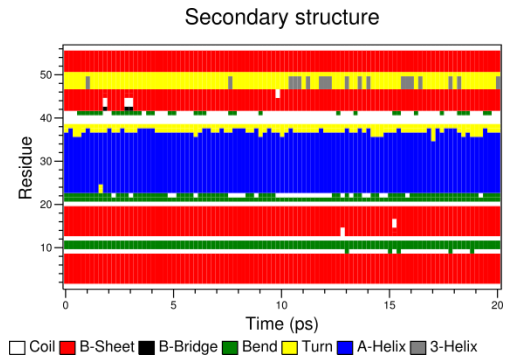 Secondary structure
50
40
30
20
10
Residue
0 5 10 15 20
Time (ps)
Coil B-Sheet B-Bridge Bend Turn A-Helix 3-Helix